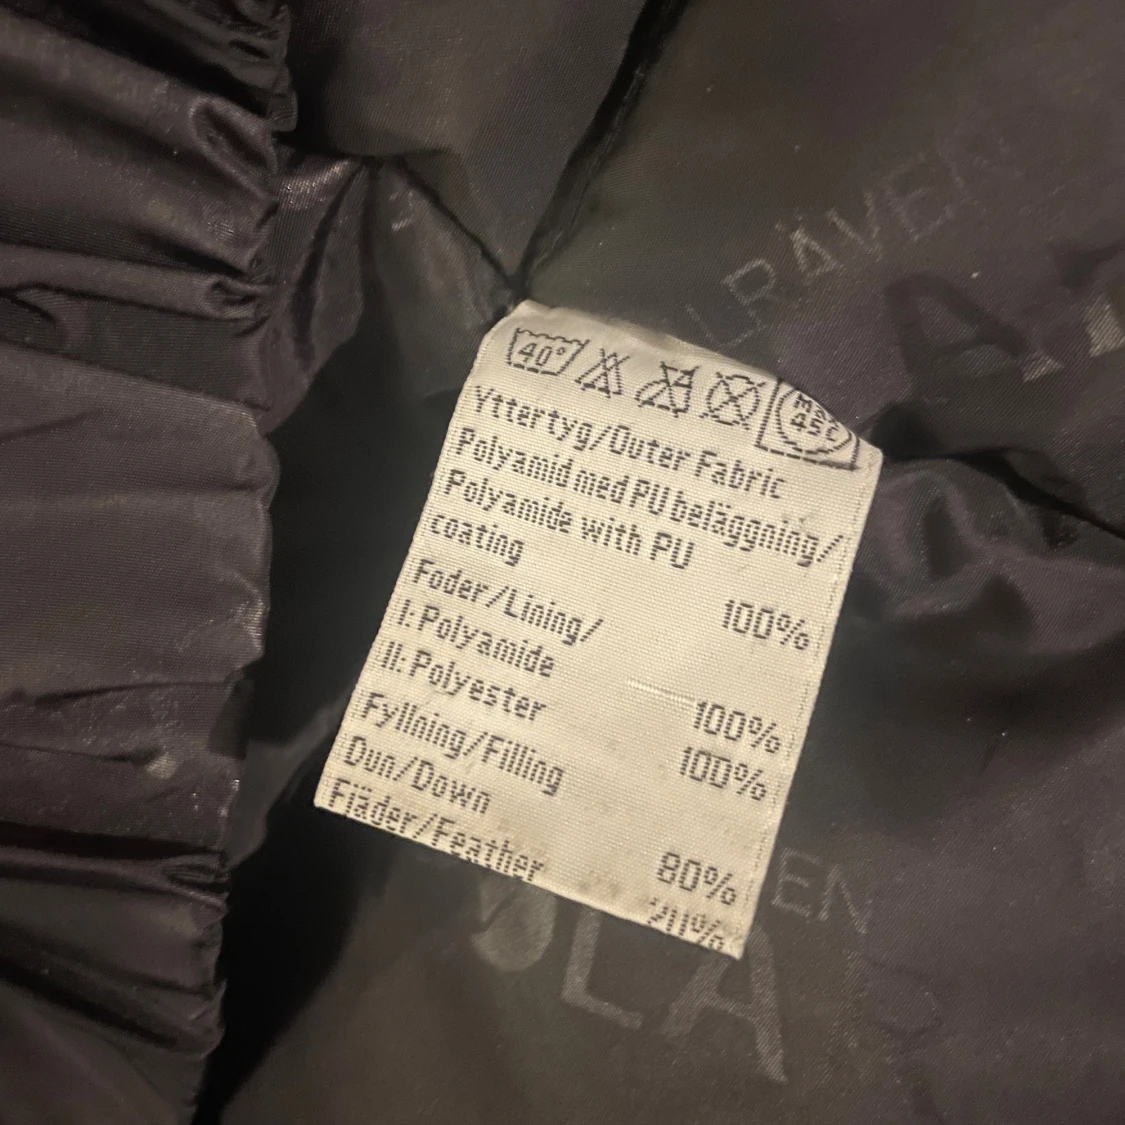 LRÄVEN
40°
Yttertyg/Outer Fabric
Polyamid med PU beläggning/
Polyamide with PU
coating 100%
Foder/Lining/
I: Polyamide 100%
II: Polyester 100%
Fyllning/Filling
Dun/Down 80%
Fjäder/Feather 20%
EN